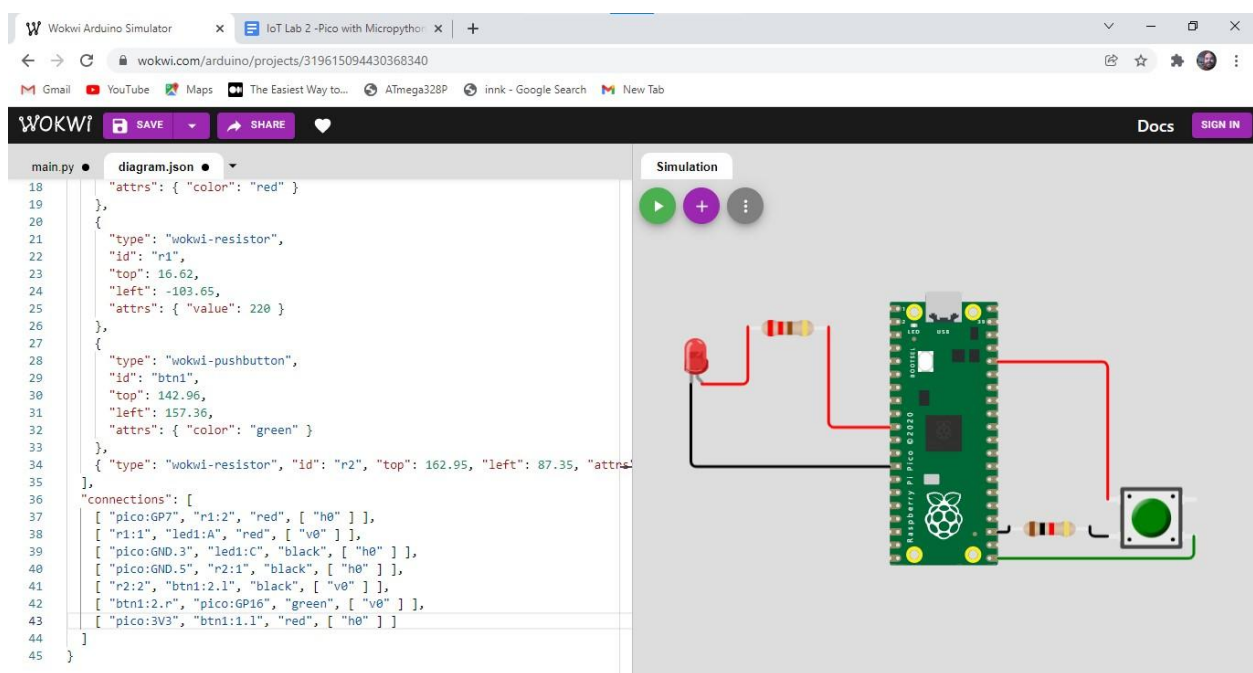 Wokwi Arduino Simulator
IoT Lab 2 -Pico with Micropython
wokwi.com/arduino/projects/319615094430368340
Gmail YouTube Maps The Easiest Way to... ATmega328P innk - Google Search New Tab
WOKWI SAVE SHARE Docs SIGN IN
main.py diagram.json Simulation
18 "attrs": { "color": "red" }
19 },
20 {
21 "type": "wokwi-resistor",
22 "id": "r1",
23 "top": 16.62,
24 "left": -103.65,
25 "attrs": { "value": 220 }
26 },
27 {
28 "type": "wokwi-pushbutton",
29 "id": "btn1",
30 "top": 142.96,
31 "left": 157.36,
32 "attrs": { "color": "green" }
33 },
34 { "type": "wokwi-resistor", "id": "r2", "top": 162.95, "left": 87.35, "attrs"
35 ],
36 "connections": [
37 [ "pico:GP7", "r1:2", "red", [ "h0" ] ],
38 [ "r1:1", "led1:A", "red", [ "v0" ] ],
39 [ "pico:GND.3", "led1:C", "black", [ "h0" ] ],
40 [ "pico:GND.5", "r2:1", "black", [ "h0" ] ],
41 [ "r2:2", "btn1:2.l", "black", [ "v0" ] ],
42 [ "btn1:2.r", "pico:GP16", "green", [ "v0" ] ],
43 [ "pico:3V3", "btn1:1.l", "red", [ "h0" ] ]
44 ]
45 }
LED USB
BOOTSEL
Raspberry Pi Pico ©2020